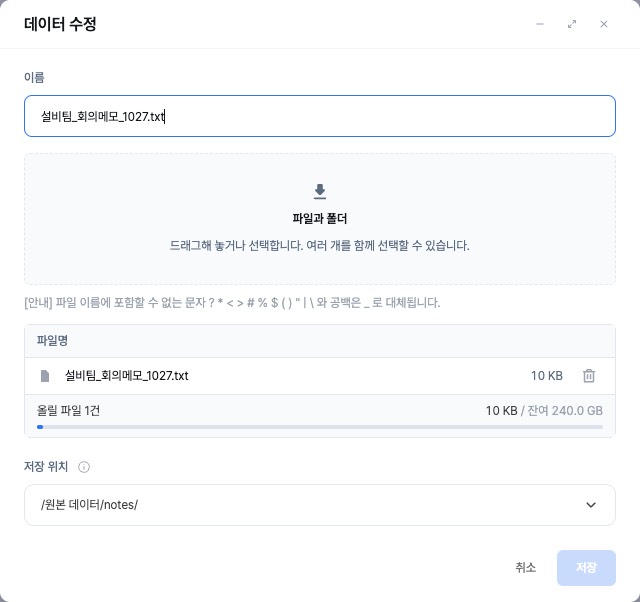 데이터 수정
이름
설비팀_회의메모_1027.txt
파일과 폴더
드래그해 놓거나 선택합니다. 여러 개를 함께 선택할 수 있습니다.
[안내] 파일 이름에 포함할 수 없는 문자 ? * < > # % $ ( ) " | \ 와 공백은 _ 로 대체됩니다.
파일명
설비팀_회의메모_1027.txt 10 KB
올릴 파일 1건 10 KB / 잔여 240.0 GB
저장 위치
/원본 데이터/notes/
취소 저장